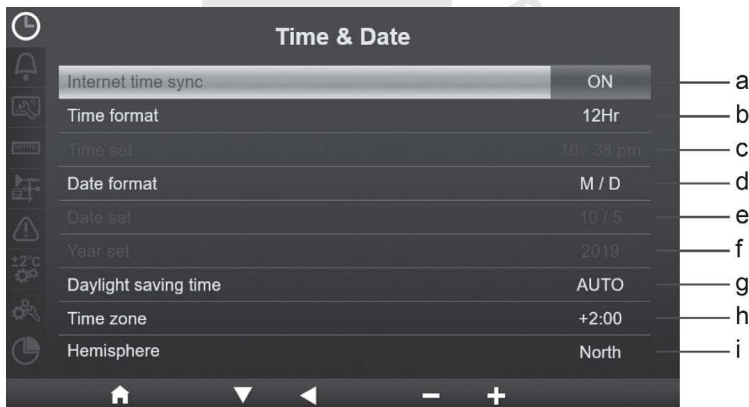 Time & Date
Internet time sync ON a
Time format 12Hr b
Time set 10 : 38 pm c
Date format M / D d
Date set 10 / 5 e
Year set 2019 f
±2°C
Daylight saving time AUTO g
Time zone +2:00 h
Hemisphere North i